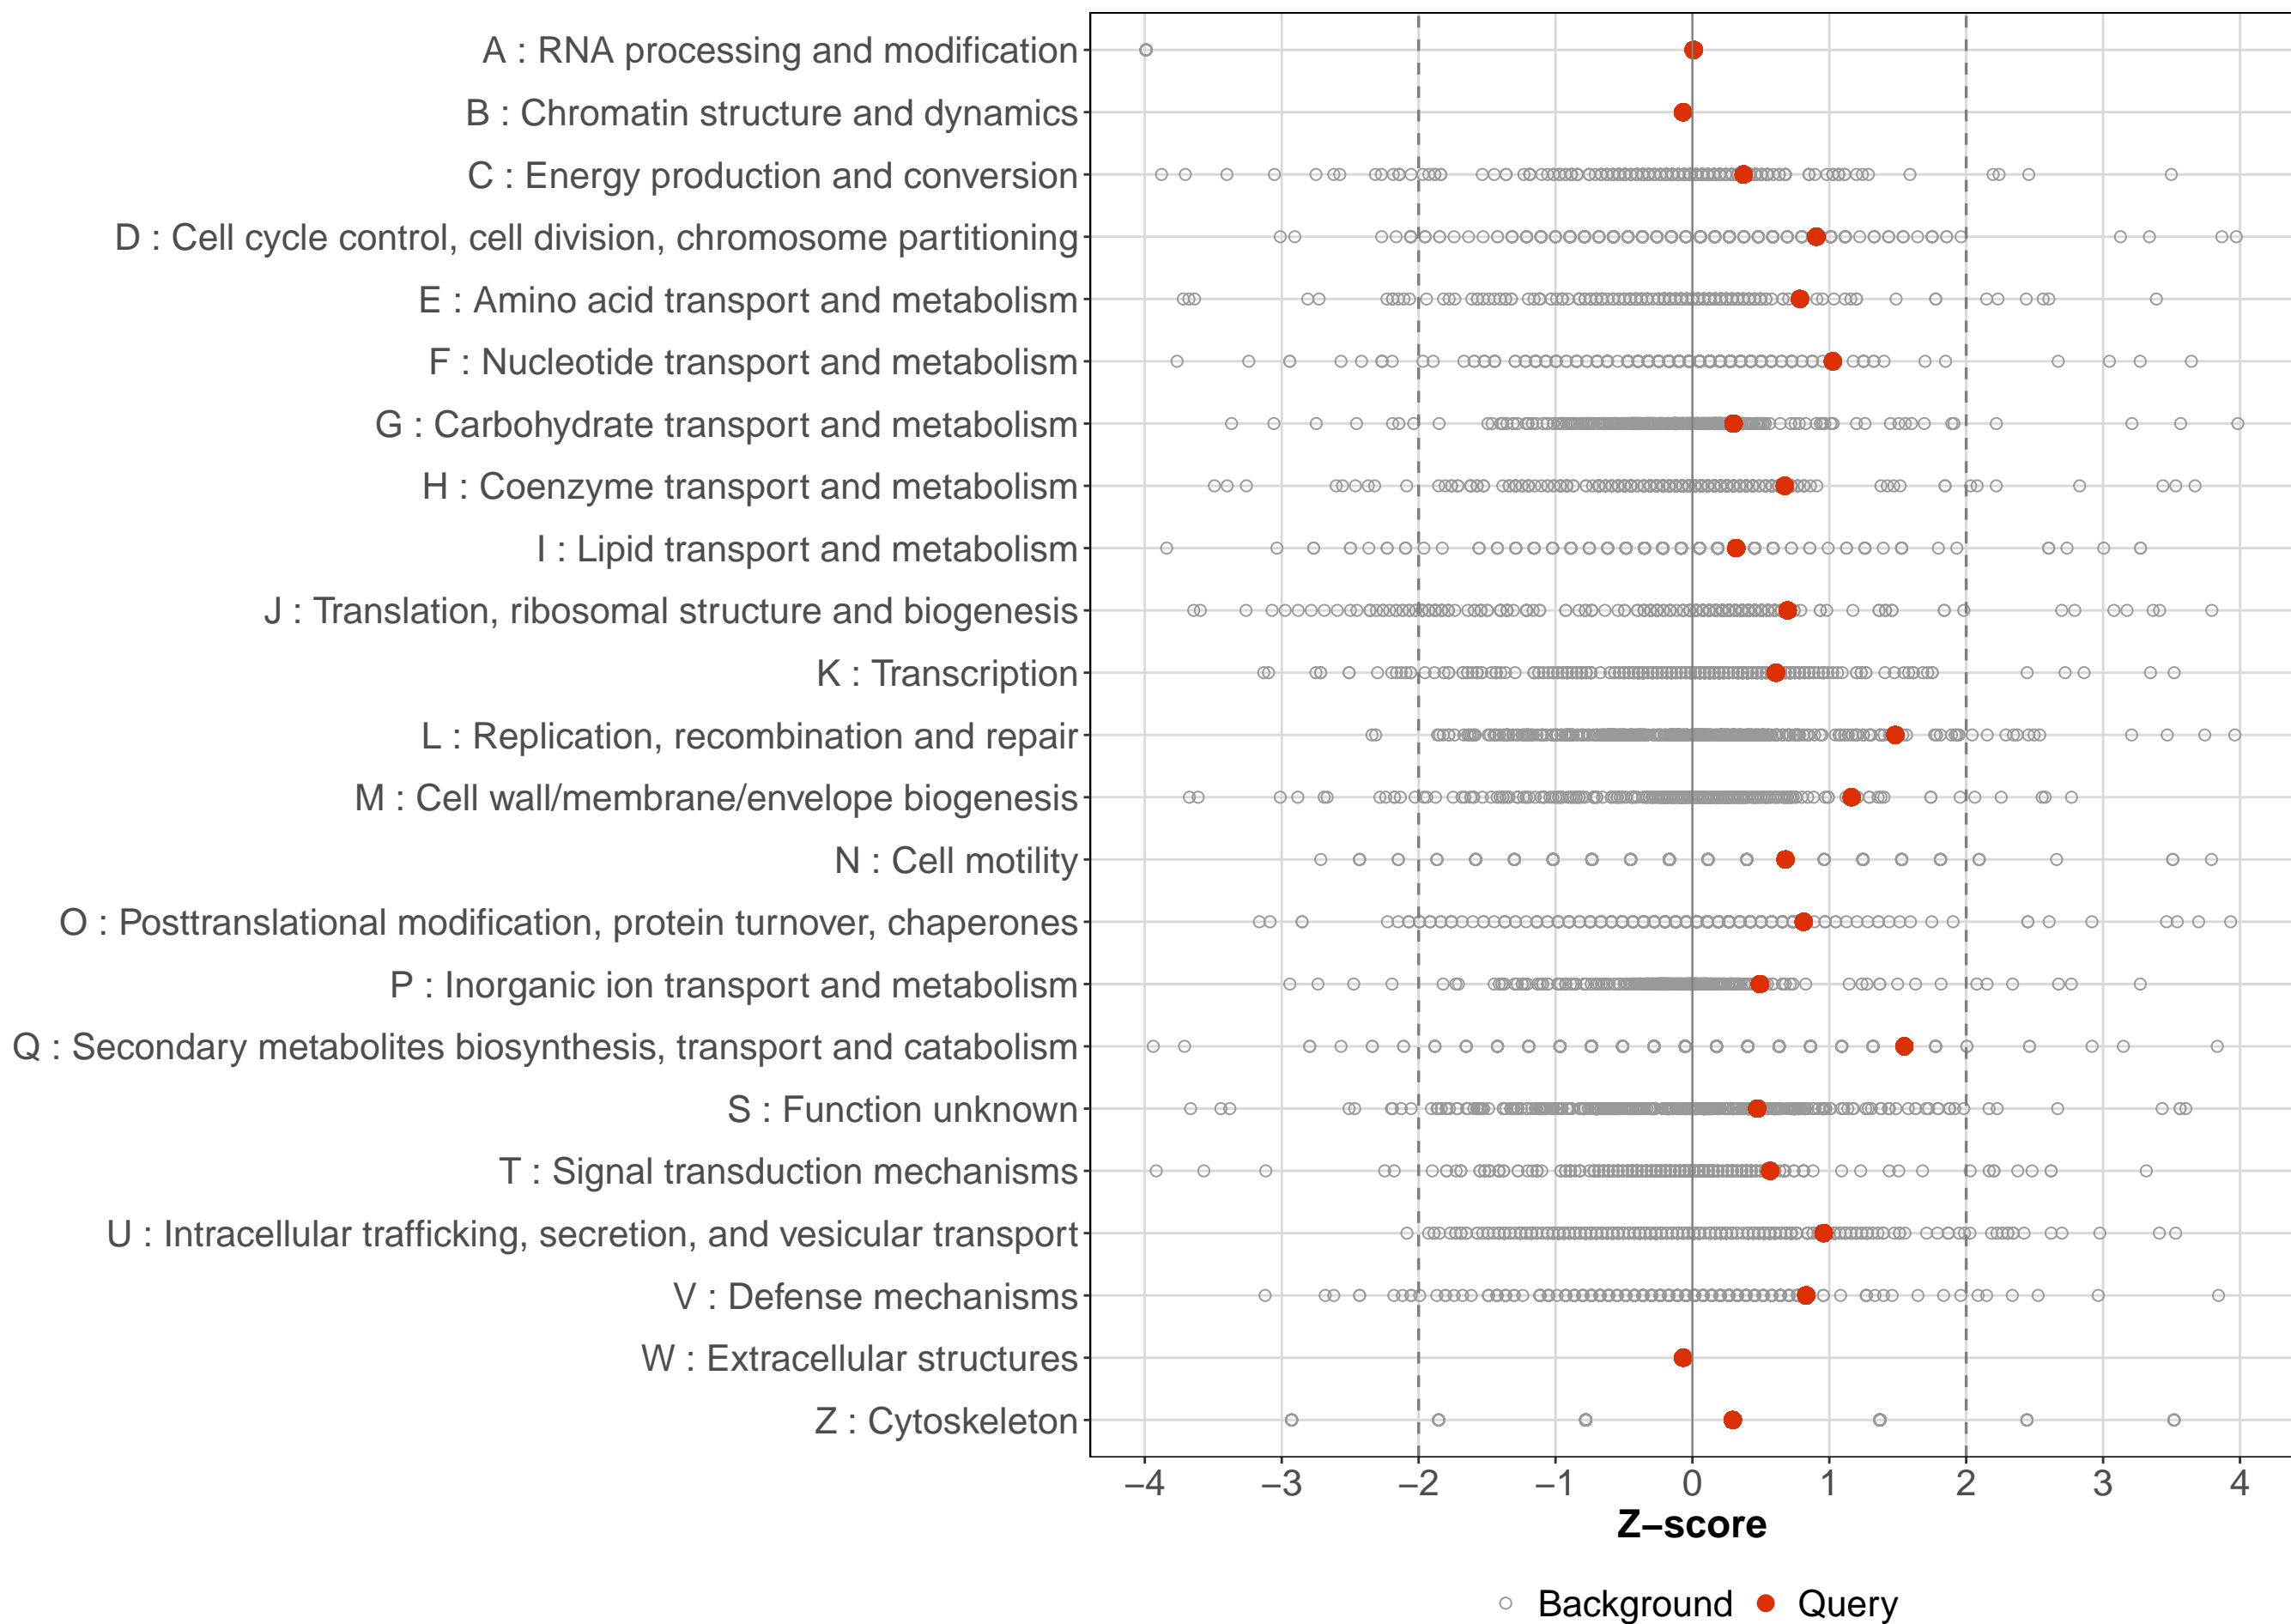 A : RNA processing and modification
B : Chromatin structure and dynamics
C : Energy production and conversion
D : Cell cycle control, cell division, chromosome partitioning
E : Amino acid transport and metabolism
F : Nucleotide transport and metabolism
G : Carbohydrate transport and metabolism
H : Coenzyme transport and metabolism
I : Lipid transport and metabolism
J : Translation, ribosomal structure and biogenesis
K : Transcription
L : Replication, recombination and repair
M : Cell wall/membrane/envelope biogenesis
N : Cell motility
O : Posttranslational modification, protein turnover, chaperones
P : Inorganic ion transport and metabolism
Q : Secondary metabolites biosynthesis, transport and catabolism
S : Function unknown
T : Signal transduction mechanisms
U : Intracellular trafficking, secretion, and vesicular transport
V : Defense mechanisms
W : Extracellular structures
Z : Cytoskeleton
−4 −3 −2 −1 0 1 2 3 4
Z−score
Background Query